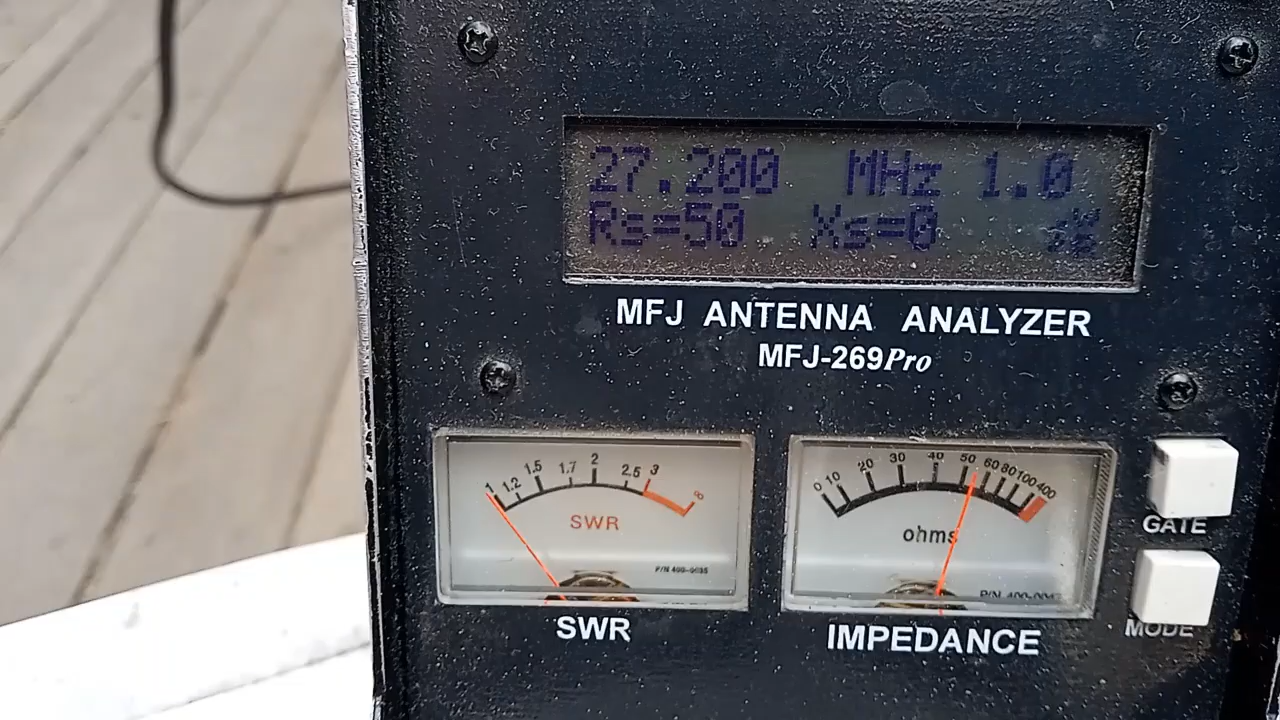 27.200 MHz 1.0
Rs=50 Xs=0
MFJ ANTENNA ANALYZER
MFJ-269Pro
1 1.2 1.5 1.7 2 2.5 3 ∞
SWR
P/N 400-0035
SWR
0 10 20 30 40 50 60 80 100 400
ohms
IMPEDANCE
GATE
MODE